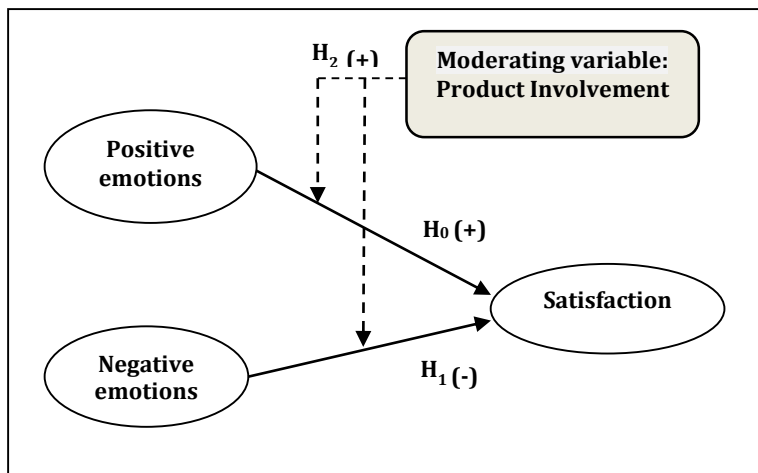 H₂ (+)
Moderating variable:
Product Involvement
Positive
emotions
H₀ (+)
Satisfaction
Negative
emotions
H₁ (-)